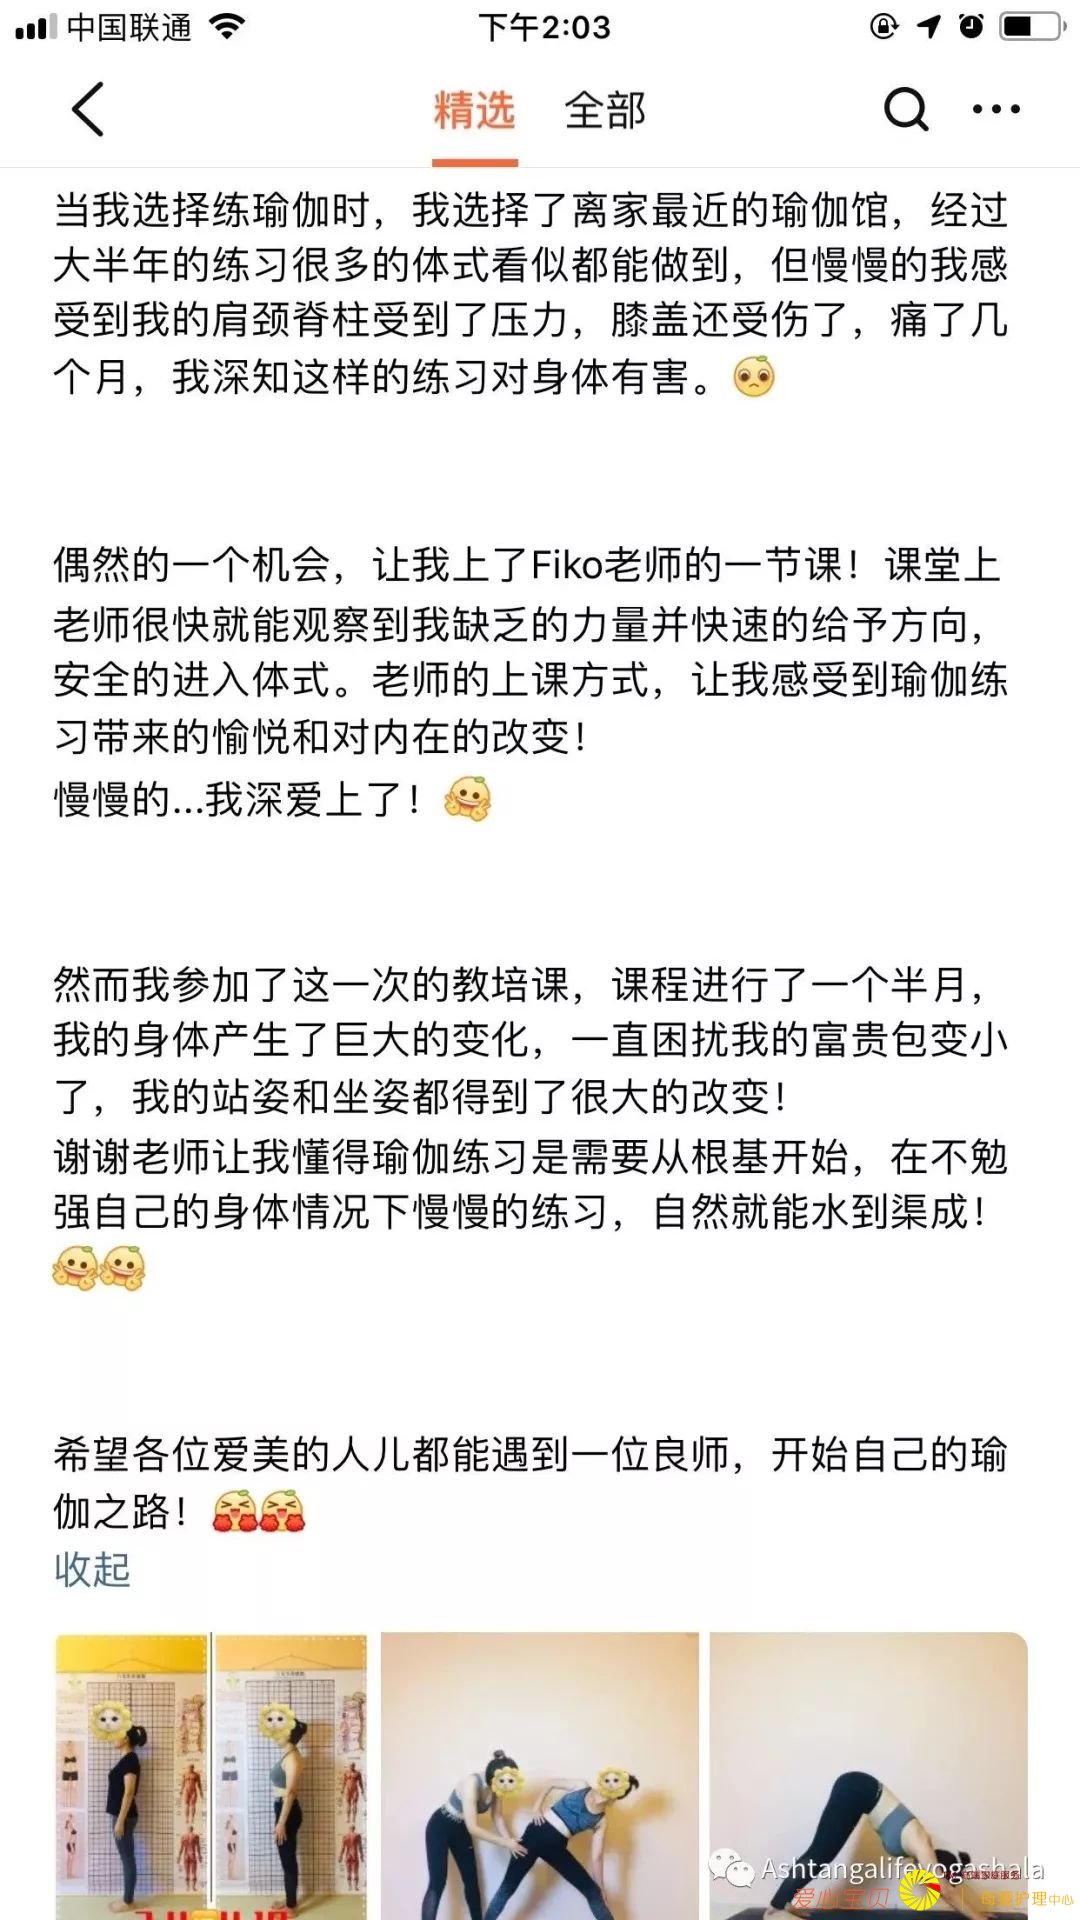 中国联通
下午2:03
精选 全部
当我选择练瑜伽时，我选择了离家最近的瑜伽馆，经过
大半年的练习很多的体式看似都能做到，但慢慢的我感
受到我的肩颈脊柱受到了压力，膝盖还受伤了，痛了几
个月，我深知这样的练习对身体有害。
偶然的一个机会，让我上了Fiko老师的一节课！课堂上
老师很快就能观察到我缺乏的力量并快速的给予方向，
安全的进入体式。老师的上课方式，让我感受到瑜伽练
习带来的愉悦和对内在的改变！
慢慢的...我深爱上了！
然而我参加了这一次的教培课，课程进行了一个半月，
我的身体产生了巨大的变化，一直困扰我的富贵包变小
了，我的站姿和坐姿都得到了很大的改变！
谢谢老师让我懂得瑜伽练习是需要从根基开始，在不勉
强自己的身体情况下慢慢的练习，自然就能水到渠成！
希望各位爱美的人儿都能遇到一位良师，开始自己的瑜
伽之路！
收起
Ashtangalifeyogashala
爱心宝贝
母婴护理中心